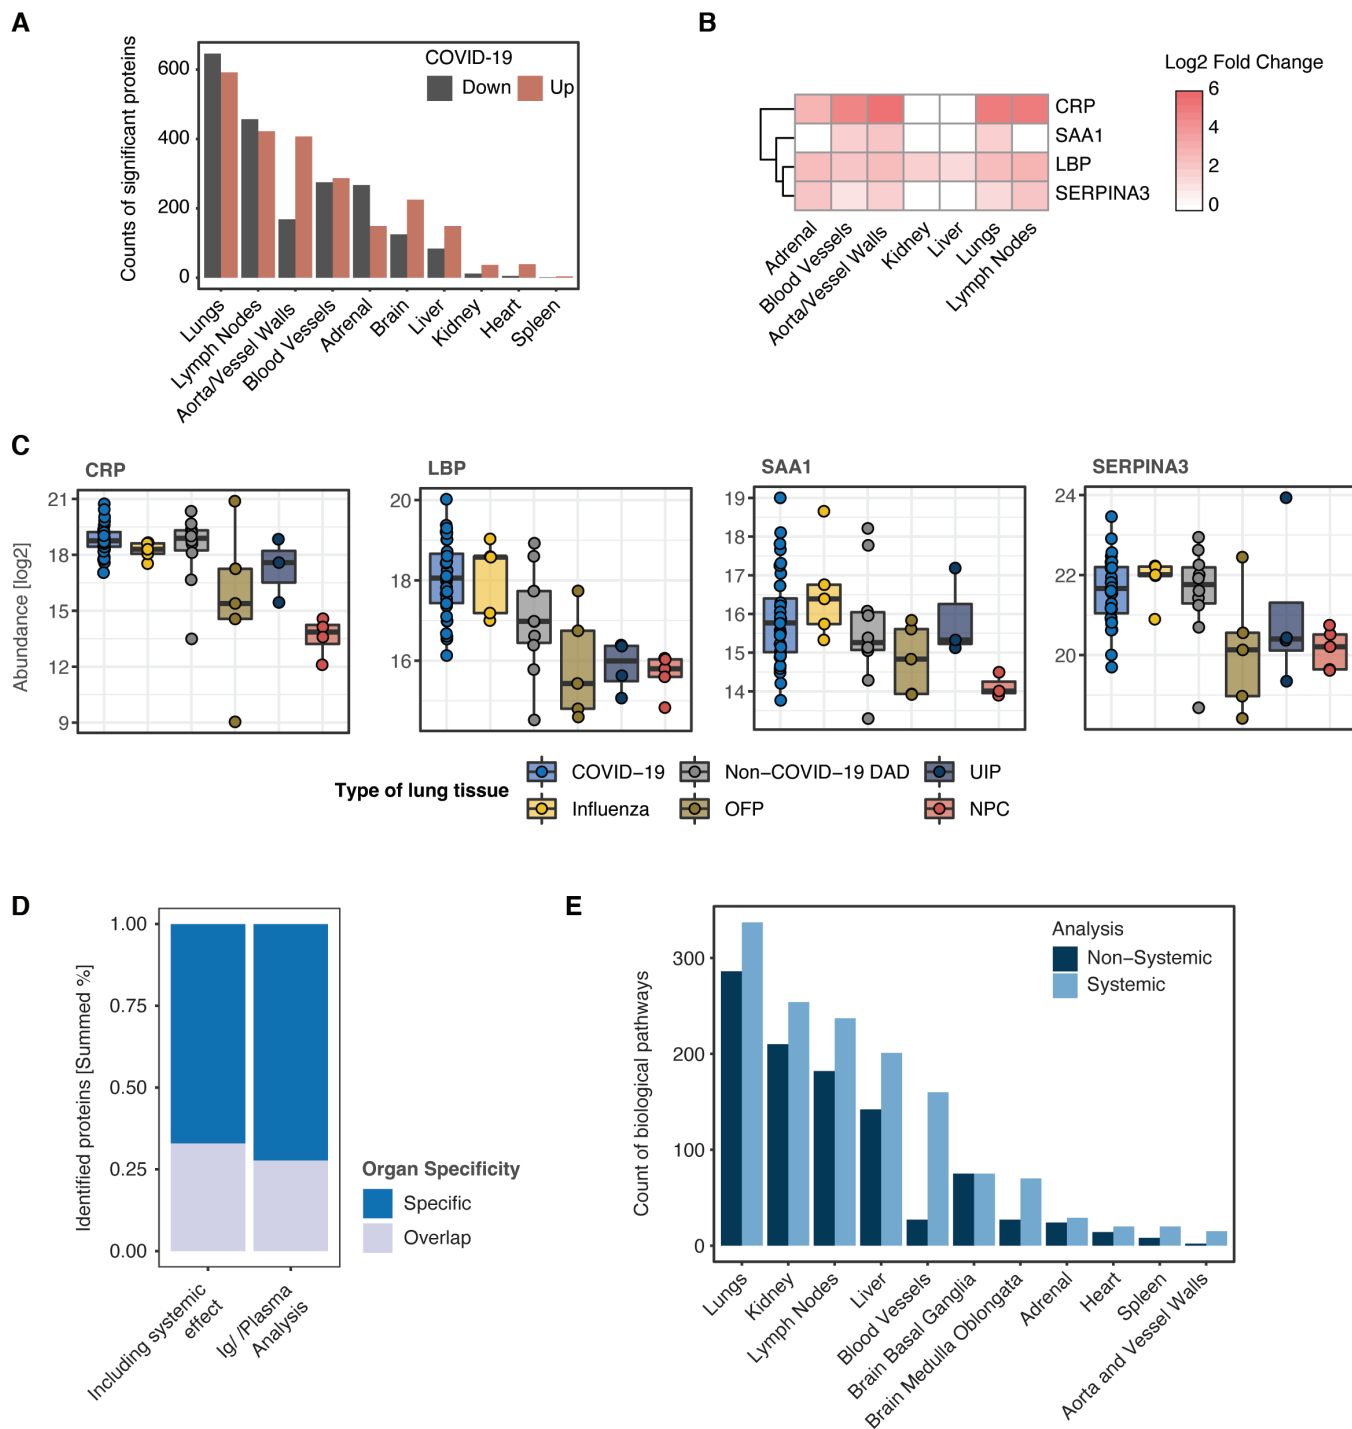 A
Counts of significant proteins
600
400
200
0
COVID-19
Down
Up
Lungs
Lymph Nodes
Aorta/Vessel Walls
Blood Vessels
Adrenal
Brain
Liver
Kidney
Heart
Spleen
B
Log2 Fold Change
6
4
2
0
CRP
SAA1
LBP
SERPINA3
Adrenal
Blood Vessels
Aorta/Vessel Walls
Kidney
Liver
Lungs
Lymph Nodes
C
Abundance [log2]
CRP
21
18
15
12
9
LBP
20
18
16
SAA1
19
18
17
16
15
14
SERPINA3
24
22
20
Type of lung tissue
COVID−19
Non−COVID−19 DAD
UIP
Influenza
OFP
NPC
D
Identified proteins [Summed %]
1.00
0.75
0.50
0.25
0.00
Including systemic
effect
Ig/ /Plasma
Analysis
Organ Specificity
Specific
Overlap
E
Count of biological pathways
300
200
100
0
Analysis
Non−Systemic
Systemic
Lungs
Kidney
Lymph Nodes
Liver
Blood Vessels
Brain Basal Ganglia
Brain Medulla Oblongata
Adrenal
Heart
Spleen
Aorta and Vessel Walls